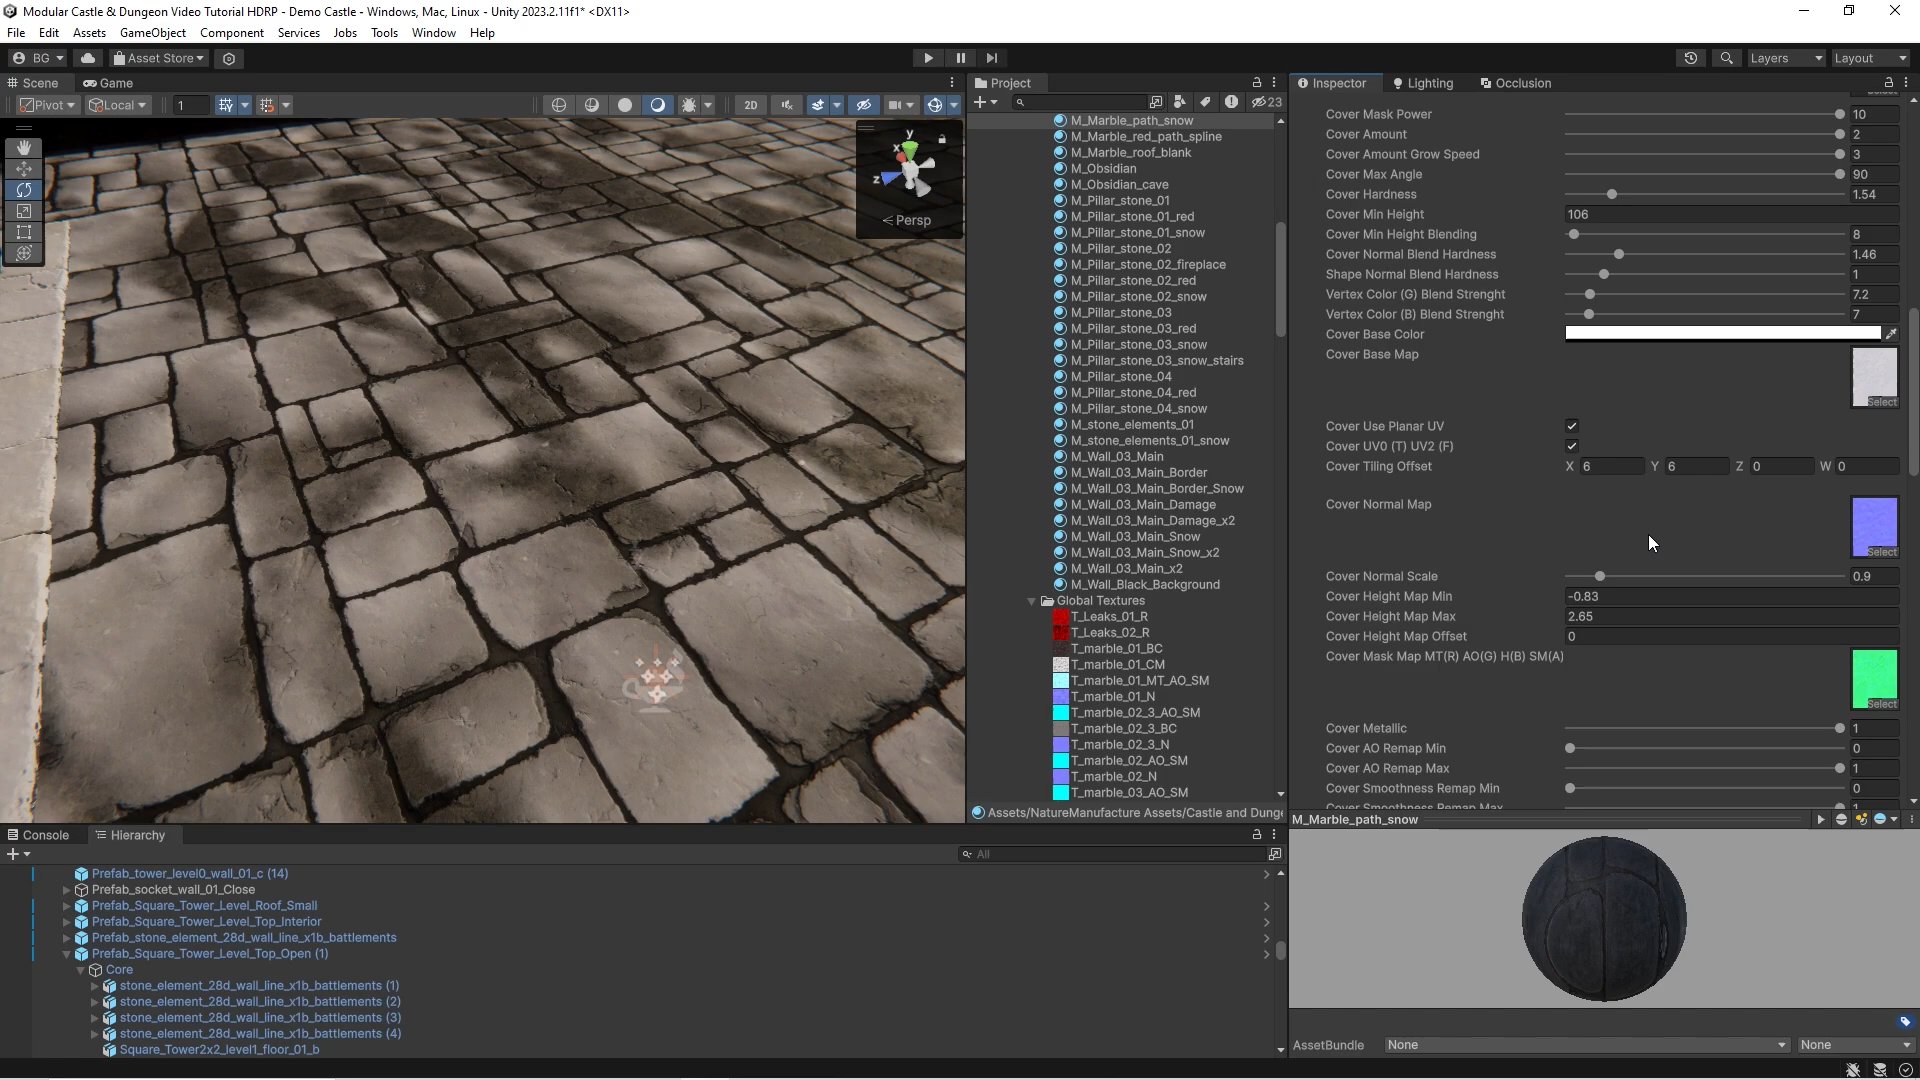 Modular Castle & Dungeon Video Tutorial HDRP - Demo Castle - Windows, Mac, Linux - Unity 2023.2.11f1* <DX11>
File Edit Assets GameObject Component Services Jobs Tools Window Help
BG Asset Store Layers Layout
Scene Game
Pivot Local 1 2D
y x z
Persp
Project
23
M_Marble_path_snow
M_Marble_red_path_spline
M_Marble_roof_blank
M_Obsidian
M_Obsidian_cave
M_Pillar_stone_01
M_Pillar_stone_01_red
M_Pillar_stone_01_snow
M_Pillar_stone_02
M_Pillar_stone_02_fireplace
M_Pillar_stone_02_red
M_Pillar_stone_02_snow
M_Pillar_stone_03
M_Pillar_stone_03_red
M_Pillar_stone_03_snow
M_Pillar_stone_03_snow_stairs
M_Pillar_stone_04
M_Pillar_stone_04_red
M_Pillar_stone_04_snow
M_stone_elements_01
M_stone_elements_01_snow
M_Wall_03_Main
M_Wall_03_Main_Border
M_Wall_03_Main_Border_Snow
M_Wall_03_Main_Damage
M_Wall_03_Main_Damage_x2
M_Wall_03_Main_Snow
M_Wall_03_Main_Snow_x2
M_Wall_03_Main_x2
M_Wall_Black_Background
Global Textures
T_Leaks_01_R
T_Leaks_02_R
T_marble_01_BC
T_marble_01_CM
T_marble_01_MT_AO_SM
T_marble_01_N
T_marble_02_3_AO_SM
T_marble_02_3_BC
T_marble_02_3_N
T_marble_02_AO_SM
T_marble_02_N
T_marble_03_AO_SM
Assets/NatureManufacture Assets/Castle and Dunge
Inspector Lighting Occlusion
Cover Mask Power 10
Cover Amount 2
Cover Amount Grow Speed 3
Cover Max Angle 90
Cover Hardness 1.54
Cover Min Height 106
Cover Min Height Blending 8
Cover Normal Blend Hardness 1.46
Shape Normal Blend Hardness 1
Vertex Color (G) Blend Strenght 7.2
Vertex Color (B) Blend Strenght 7
Cover Base Color
Cover Base Map
Select
Cover Use Planar UV
Cover UV0 (T) UV2 (F)
Cover Tiling Offset X 6 Y 6 Z 0 W 0
Cover Normal Map
Select
Cover Normal Scale 0.9
Cover Height Map Min -0.83
Cover Height Map Max 2.65
Cover Height Map Offset 0
Cover Mask Map MT(R) AO(G) H(B) SM(A)
Select
Cover Metallic 1
Cover AO Remap Min 0
Cover AO Remap Max 1
Cover Smoothness Remap Min 0
Cover Smoothness Remap Max 1
M_Marble_path_snow
AssetBundle None None
Console Hierarchy
All
Prefab_tower_level0_wall_01_c (14)
Prefab_socket_wall_01_Close
Prefab_Square_Tower_Level_Roof_Small
Prefab_Square_Tower_Level_Top_Interior
Prefab_stone_element_28d_wall_line_x1b_battlements
Prefab_Square_Tower_Level_Top_Open (1)
Core
stone_element_28d_wall_line_x1b_battlements (1)
stone_element_28d_wall_line_x1b_battlements (2)
stone_element_28d_wall_line_x1b_battlements (3)
stone_element_28d_wall_line_x1b_battlements (4)
Square_Tower2x2_level1_floor_01_b